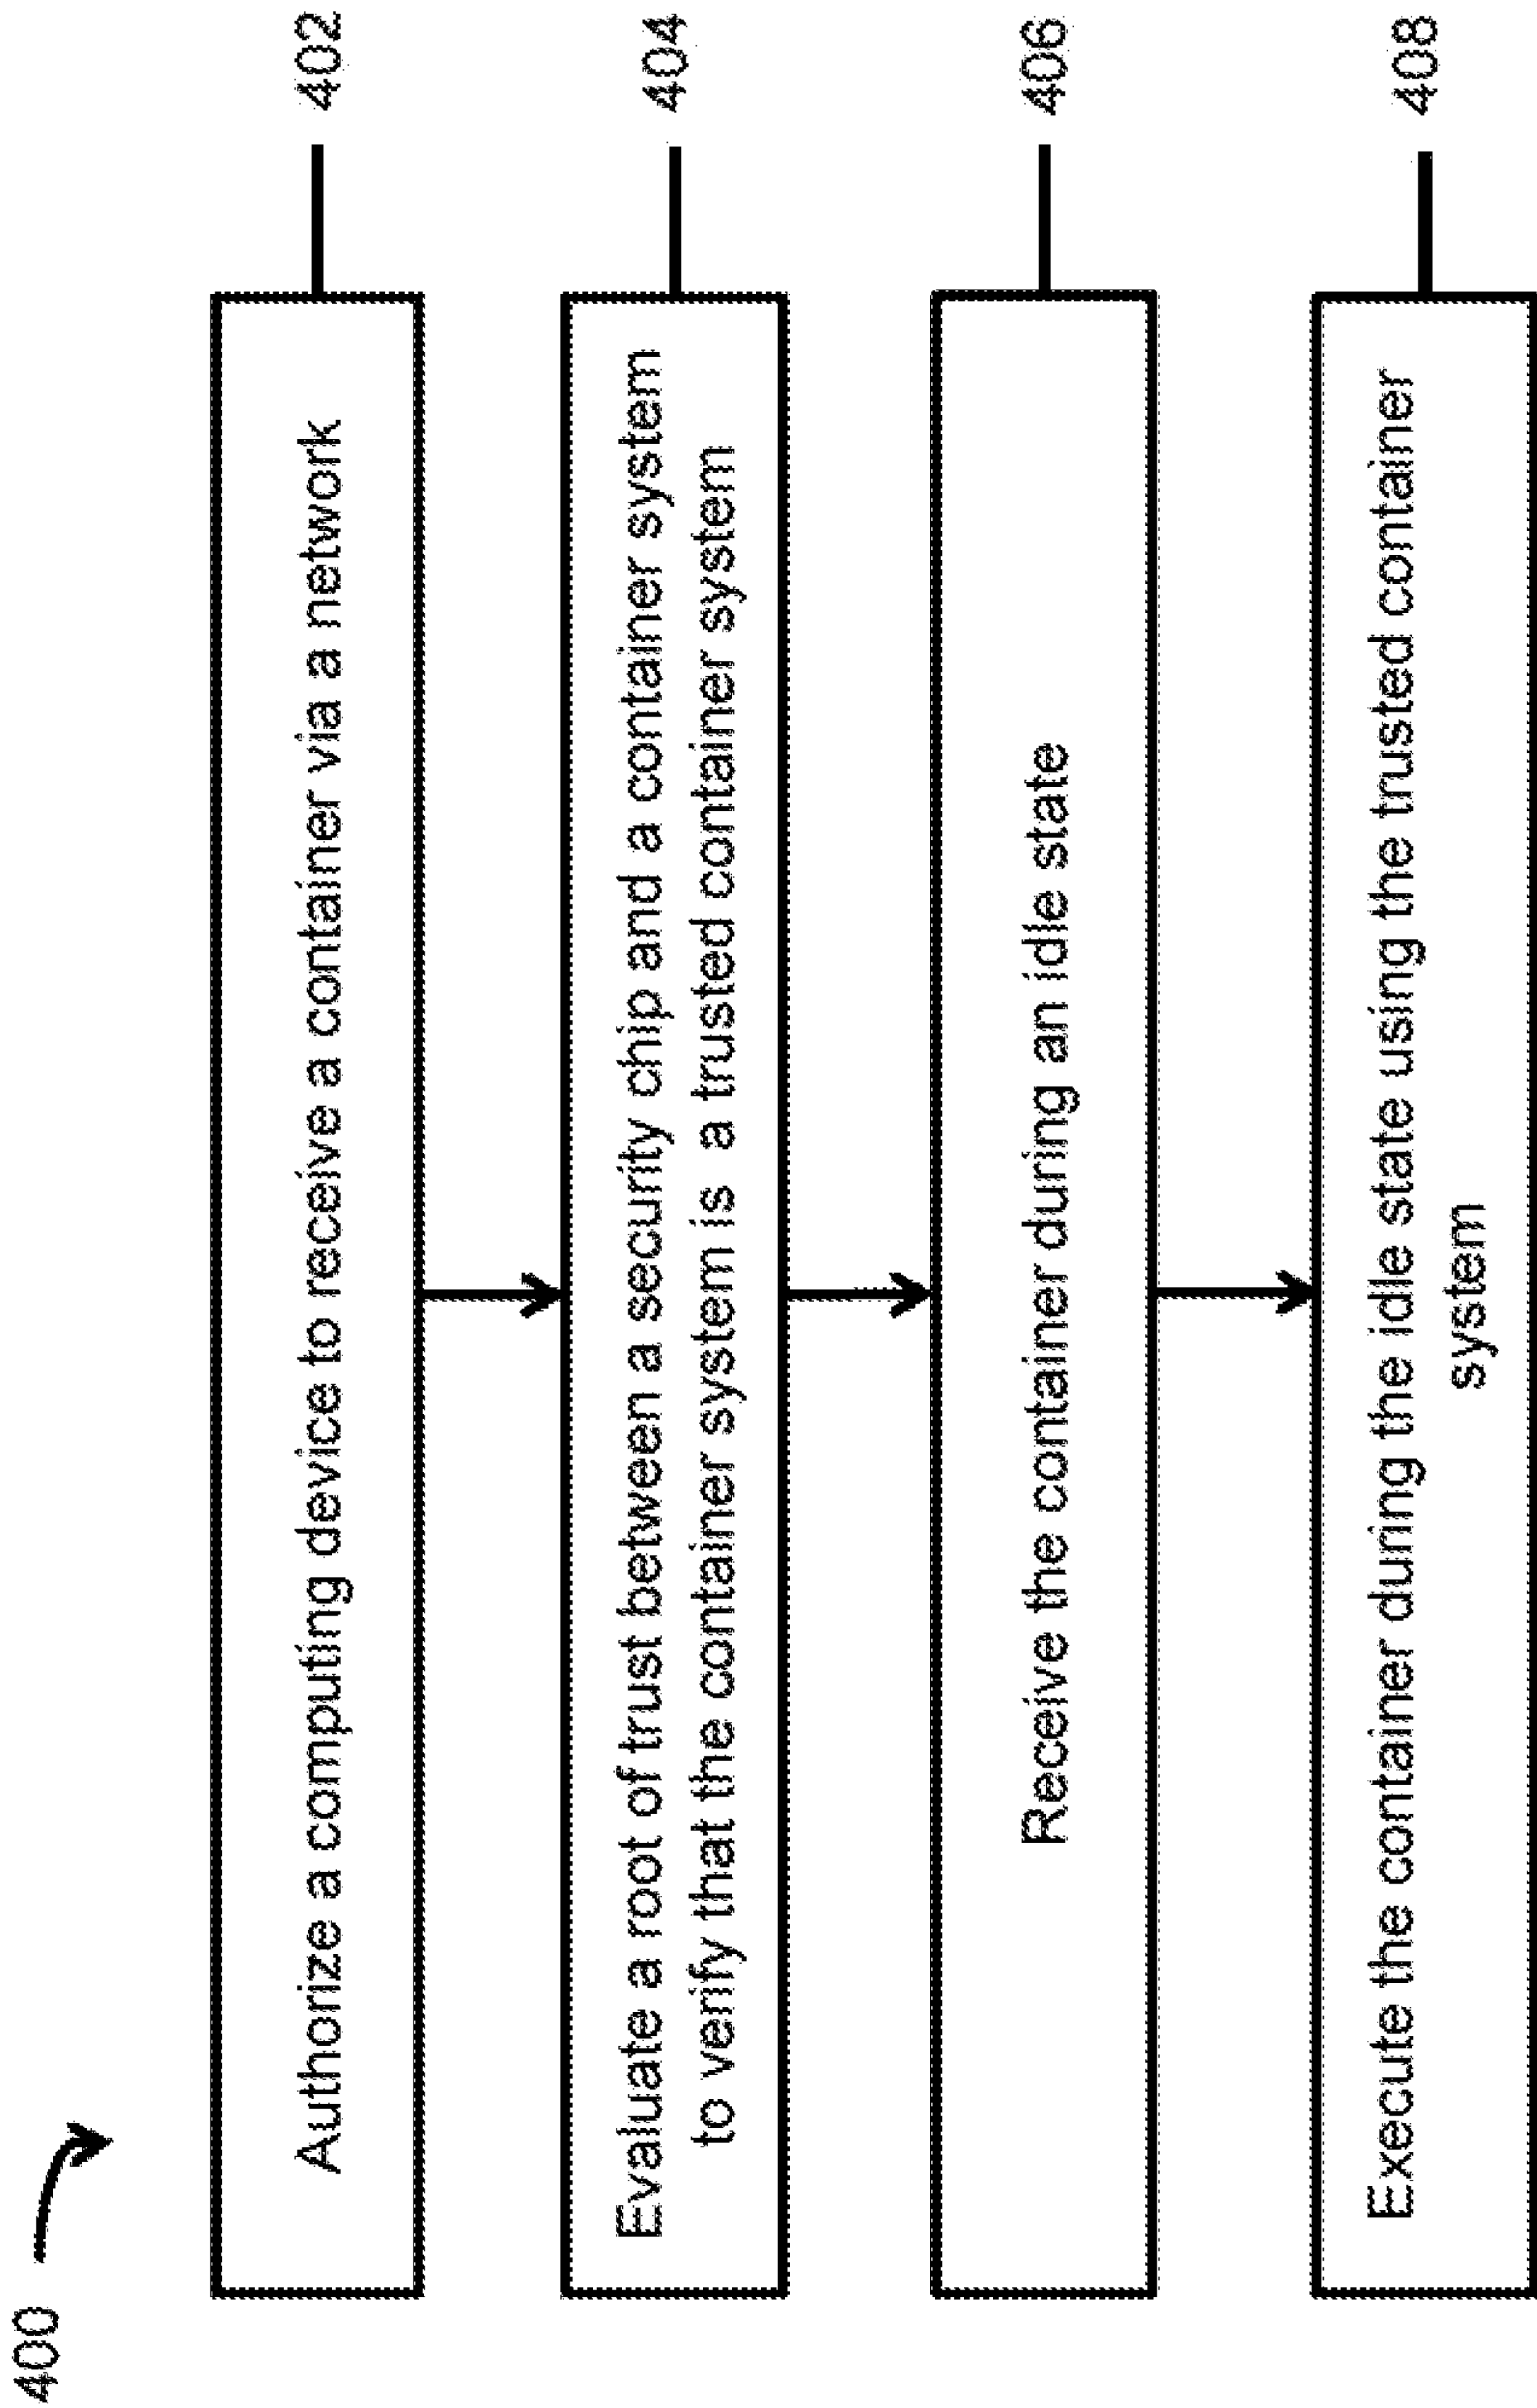 400
Authorize a computing device to receive a container via a network
402
Evaluate a root of trust between a security chip and a container system
to verify that the container system is a trusted container system
404
Receive the container during an idle state
406
Execute the container during the idle state using the trusted container
system
408